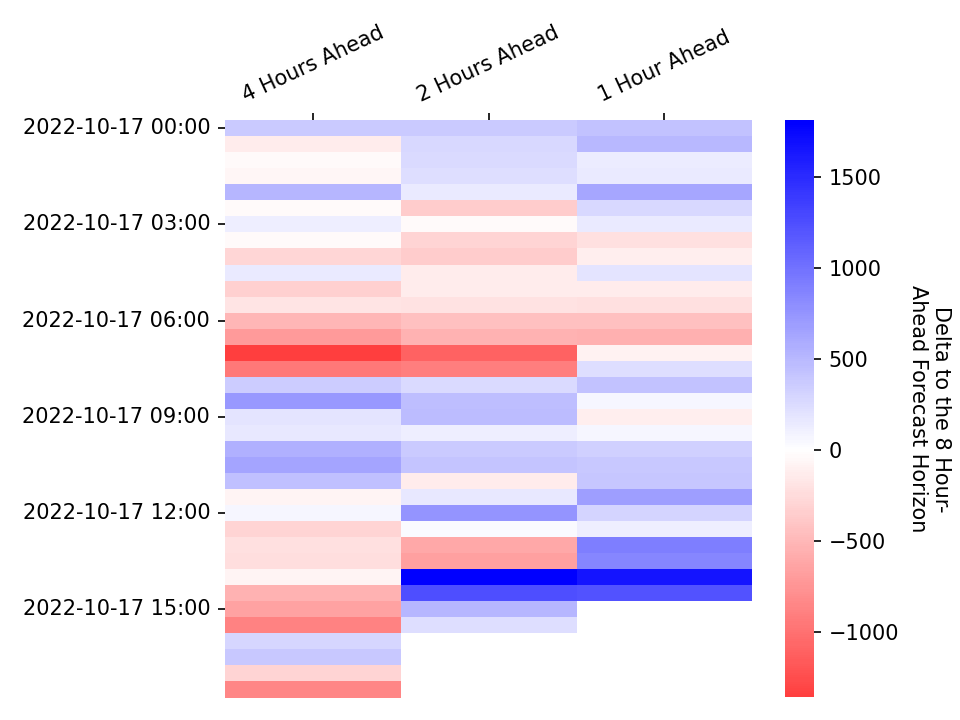 4 Hours Ahead
2 Hours Ahead
1 Hour Ahead
2022-10-17 00:00
2022-10-17 03:00
2022-10-17 06:00
2022-10-17 09:00
2022-10-17 12:00
2022-10-17 15:00
1500
1000
500
0
−500
−1000
Delta to the 8 Hour-
Ahead Forecast Horizon